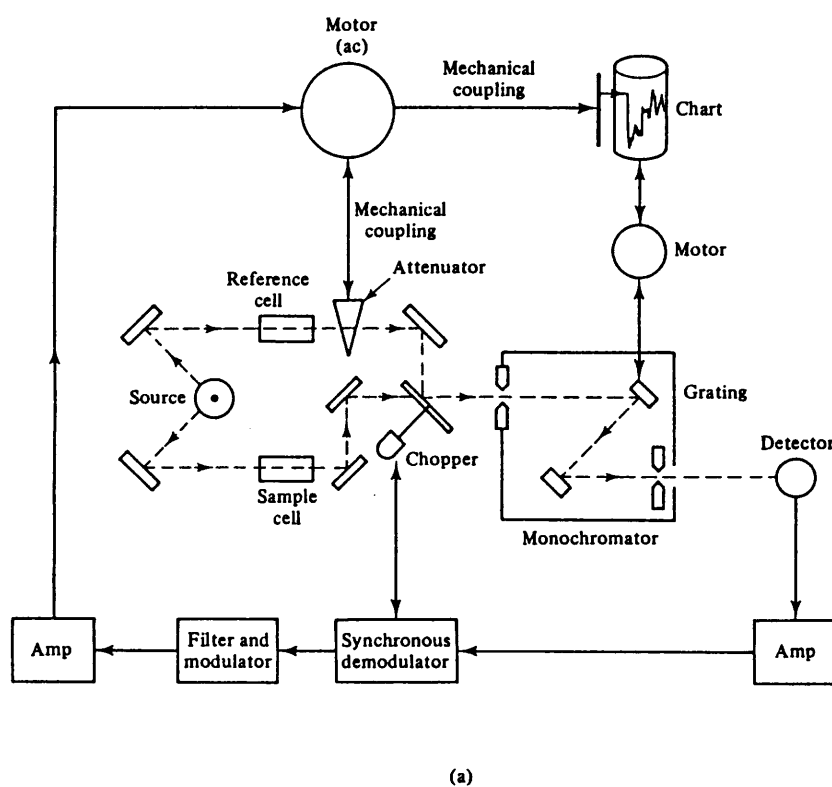 Motor
(ac)
Mechanical
coupling
Chart
Mechanical
coupling
Motor
Attenuator
Reference
cell
Source
Grating
Chopper
Sample
cell
Detector
Monochromator
Amp
Filter and
modulator
Synchronous
demodulator
Amp
(a)